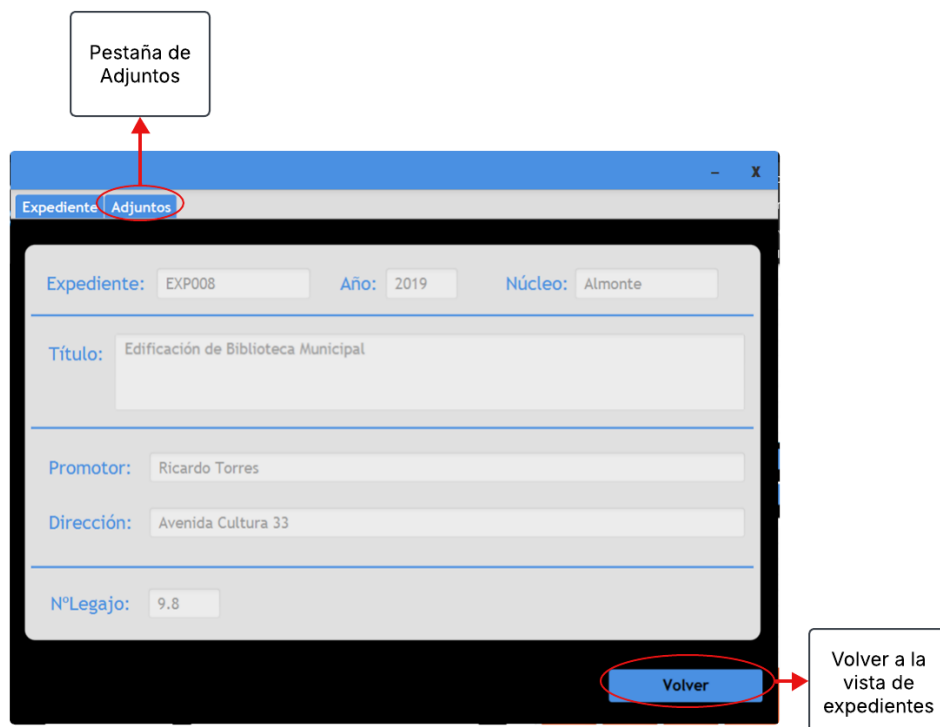 Pestaña de
Adjuntos
– X
Expediente Adjuntos
Expediente: EXP008 Año: 2019 Núcleo: Almonte
Título: Edificación de Biblioteca Municipal
Promotor: Ricardo Torres
Dirección: Avenida Cultura 33
NºLegajo: 9.8
Volver
Volver a la
vista de
expedientes